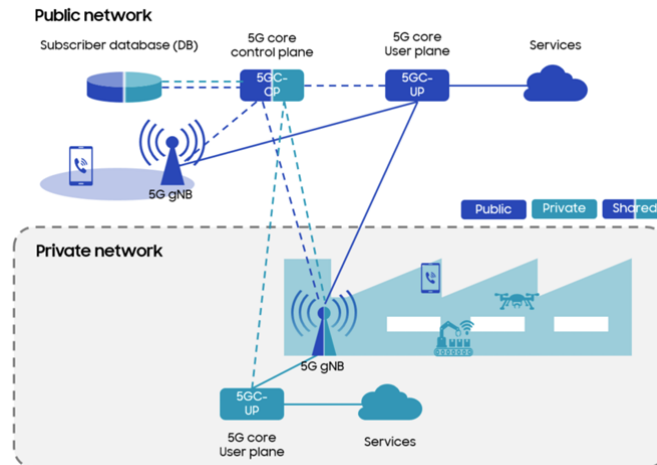 Public network
Subscriber database (DB)
5G core
control plane
5G core
User plane
Services
5GC-
CP
5GC-
UP
5G gNB
Public
Private
Shared
Private network
5G gNB
5GC-
UP
5G core
User plane
Services